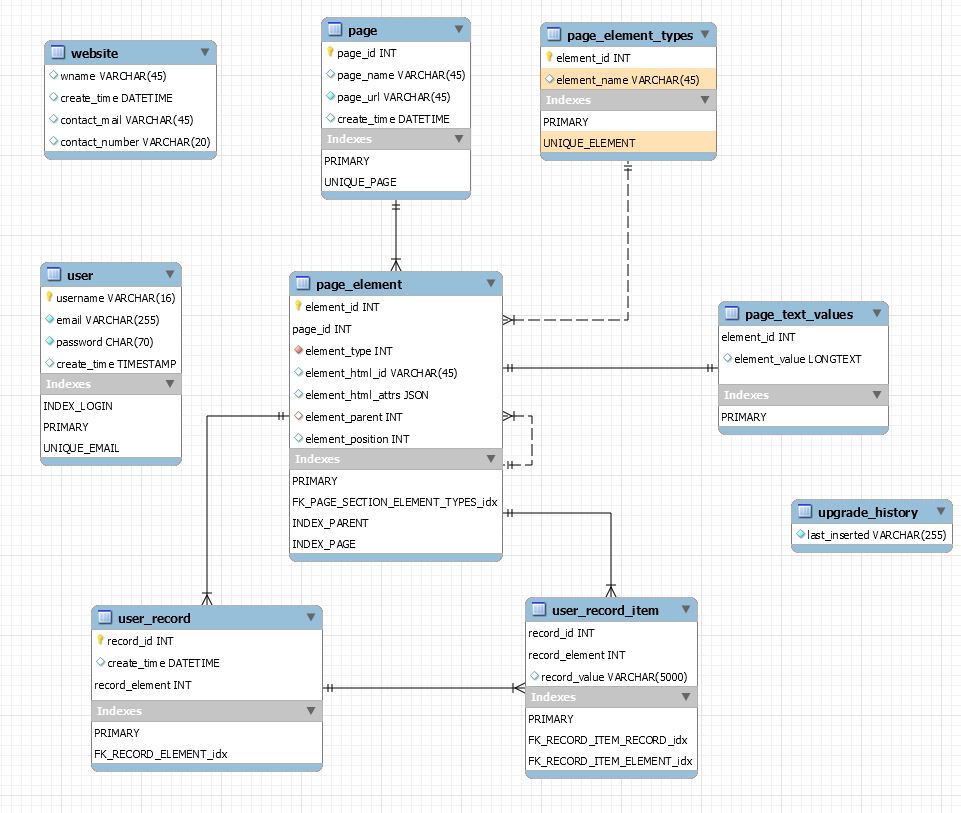 website
wname VARCHAR(45)
create_time DATETIME
contact_mail VARCHAR(45)
contact_number VARCHAR(20)
page
page_id INT
page_name VARCHAR(45)
page_url VARCHAR(45)
create_time DATETIME
Indexes
PRIMARY
UNIQUE_PAGE
page_element_types
element_id INT
element_name VARCHAR(45)
Indexes
PRIMARY
UNIQUE_ELEMENT
user
username VARCHAR(16)
email VARCHAR(255)
password CHAR(70)
create_time TIMESTAMP
Indexes
INDEX_LOGIN
PRIMARY
UNIQUE_EMAIL
page_element
element_id INT
page_id INT
element_type INT
element_html_id VARCHAR(45)
element_html_attrs JSON
element_parent INT
element_position INT
Indexes
PRIMARY
FK_PAGE_SECTION_ELEMENT_TYPES_idx
INDEX_PARENT
INDEX_PAGE
page_text_values
element_id INT
element_value LONGTEXT
Indexes
PRIMARY
upgrade_history
last_inserted VARCHAR(255)
user_record
record_id INT
create_time DATETIME
record_element INT
Indexes
PRIMARY
FK_RECORD_ELEMENT_idx
user_record_item
record_id INT
record_element INT
record_value VARCHAR(5000)
Indexes
PRIMARY
FK_RECORD_ITEM_RECORD_idx
FK_RECORD_ITEM_ELEMENT_idx